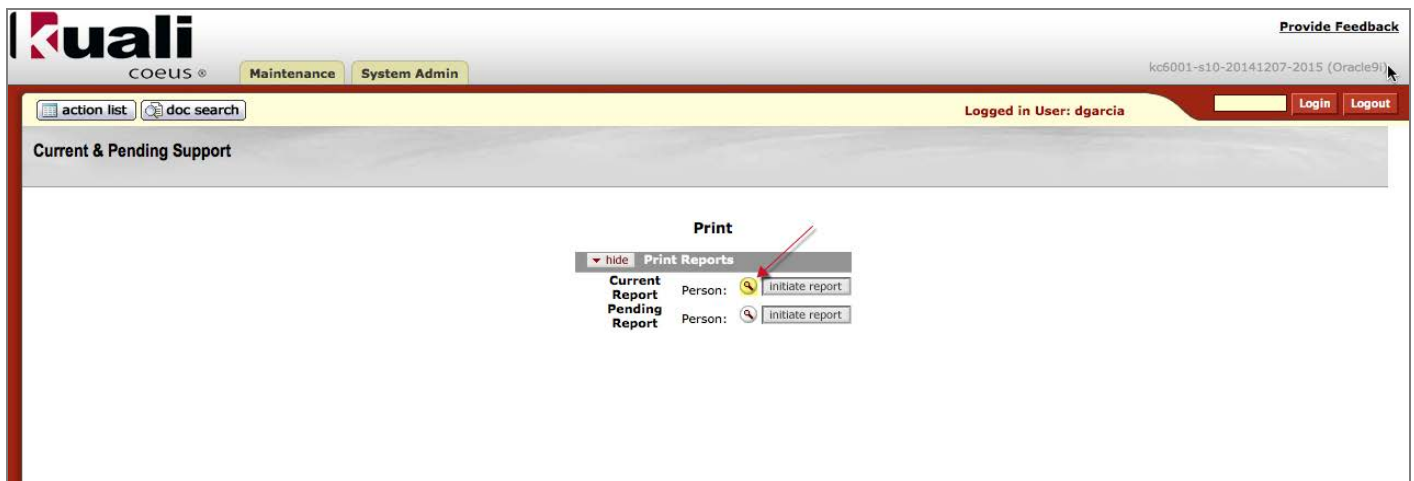 Kuali
coeus ®
Provide Feedback
Maintenance System Admin
kc6001-s10-20141207-2015 (Oracle9i)
action list doc search
Logged in User: dgarcia
Login Logout
Current & Pending Support
Print
hide Print Reports
Current
Report Person: initiate report
Pending
Report Person: initiate report